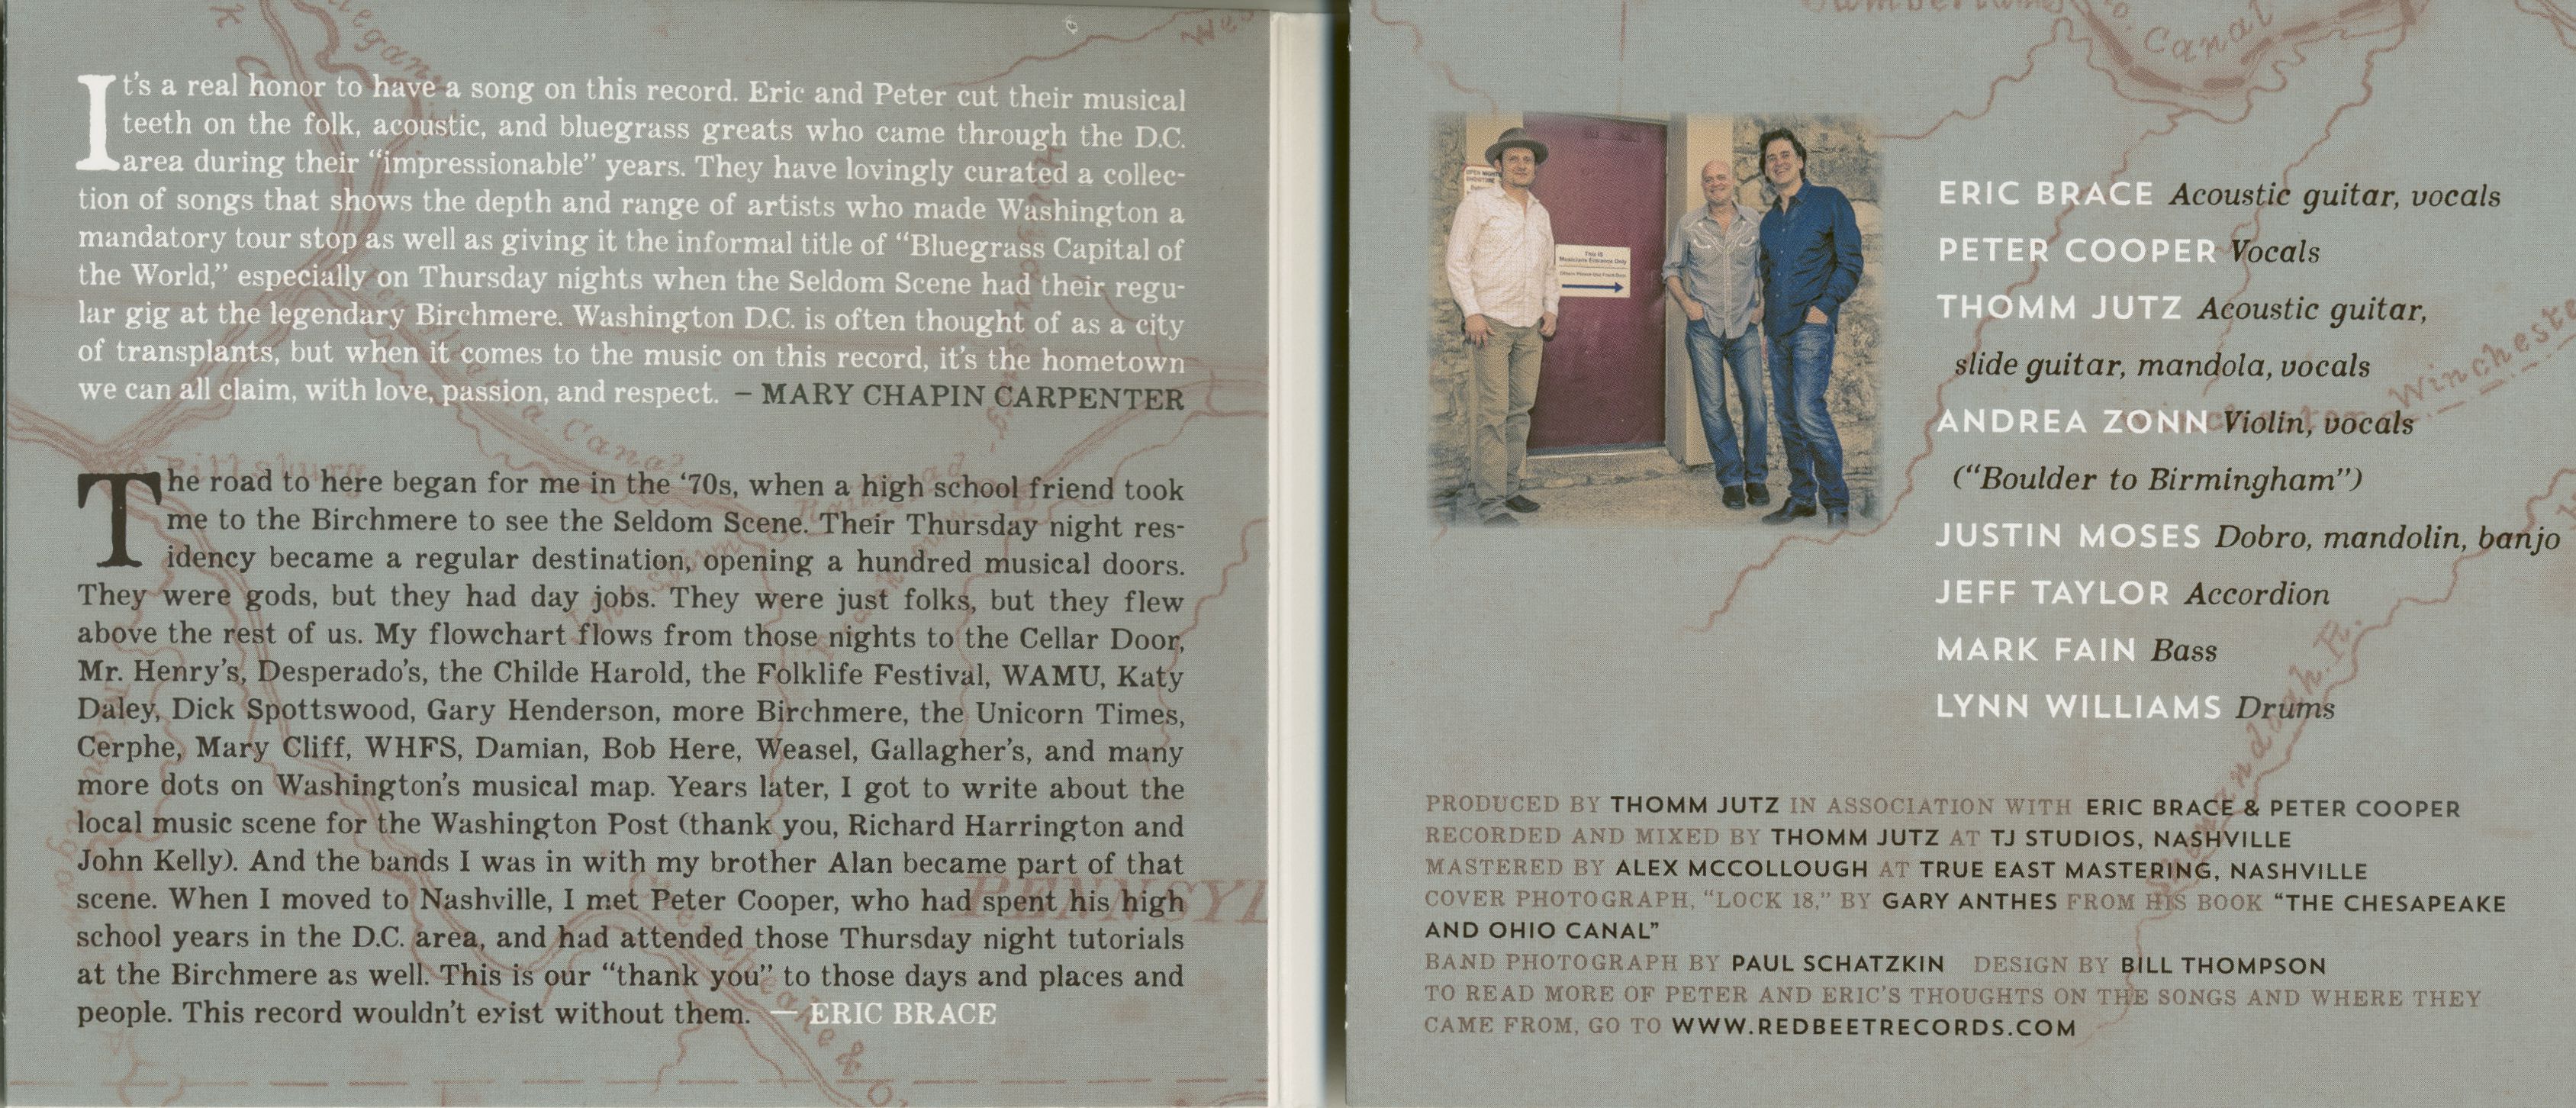 It's a real honor to have a song on this record. Eric and Peter cut their musical
teeth on the folk, acoustic, and bluegrass greats who came through the D.C.
area during their “impressionable” years. They have lovingly curated a collec-
tion of songs that shows the depth and range of artists who made Washington a
mandatory tour stop as well as giving it the informal title of “Bluegrass Capital of
the World,” especially on Thursday nights when the Seldom Scene had their regu-
lar gig at the legendary Birchmere. Washington D.C. is often thought of as a city
of transplants, but when it comes to the music on this record, it's the hometown
we can all claim, with love, passion, and respect. – MARY CHAPIN CARPENTER
The road to here began for me in the ‘70s, when a high school friend took
me to the Birchmere to see the Seldom Scene. Their Thursday night res-
idency became a regular destination, opening a hundred musical doors.
They were gods, but they had day jobs. They were just folks, but they flew
above the rest of us. My flowchart flows from those nights to the Cellar Door,
Mr. Henry's, Desperado's, the Childe Harold, the Folklife Festival, WAMU, Katy
Daley, Dick Spottswood, Gary Henderson, more Birchmere, the Unicorn Times,
Cerphe, Mary Cliff, WHFS, Damian, Bob Here, Weasel, Gallagher's, and many
more dots on Washington's musical map. Years later, I got to write about the
local music scene for the Washington Post (thank you, Richard Harrington and
John Kelly). And the bands I was in with my brother Alan became part of that
scene. When I moved to Nashville, I met Peter Cooper, who had spent his high
school years in the D.C. area, and had attended those Thursday night tutorials
at the Birchmere as well. This is our “thank you” to those days and places and
people. This record wouldn't exist without them. — ERIC BRACE
PENNSYL
Pittsburg
Canal
Canal
Winchester
This IS
Musicians Entrance Only
ERIC BRACE Acoustic guitar, vocals
PETER COOPER Vocals
THOMM JUTZ Acoustic guitar,
slide guitar, mandola, vocals
ANDREA ZONN Violin, vocals
(“Boulder to Birmingham”)
JUSTIN MOSES Dobro, mandolin, banjo
JEFF TAYLOR Accordion
MARK FAIN Bass
LYNN WILLIAMS Drums
PRODUCED BY THOMM JUTZ IN ASSOCIATION WITH ERIC BRACE & PETER COOPER
RECORDED AND MIXED BY THOMM JUTZ AT TJ STUDIOS, NASHVILLE
MASTERED BY ALEX MCCOLLOUGH AT TRUE EAST MASTERING, NASHVILLE
COVER PHOTOGRAPH, “LOCK 18,” BY GARY ANTHES FROM HIS BOOK “THE CHESAPEAKE
AND OHIO CANAL”
BAND PHOTOGRAPH BY PAUL SCHATZKIN DESIGN BY BILL THOMPSON
TO READ MORE OF PETER AND ERIC'S THOUGHTS ON THE SONGS AND WHERE THEY
CAME FROM, GO TO WWW.REDBEETRECORDS.COM